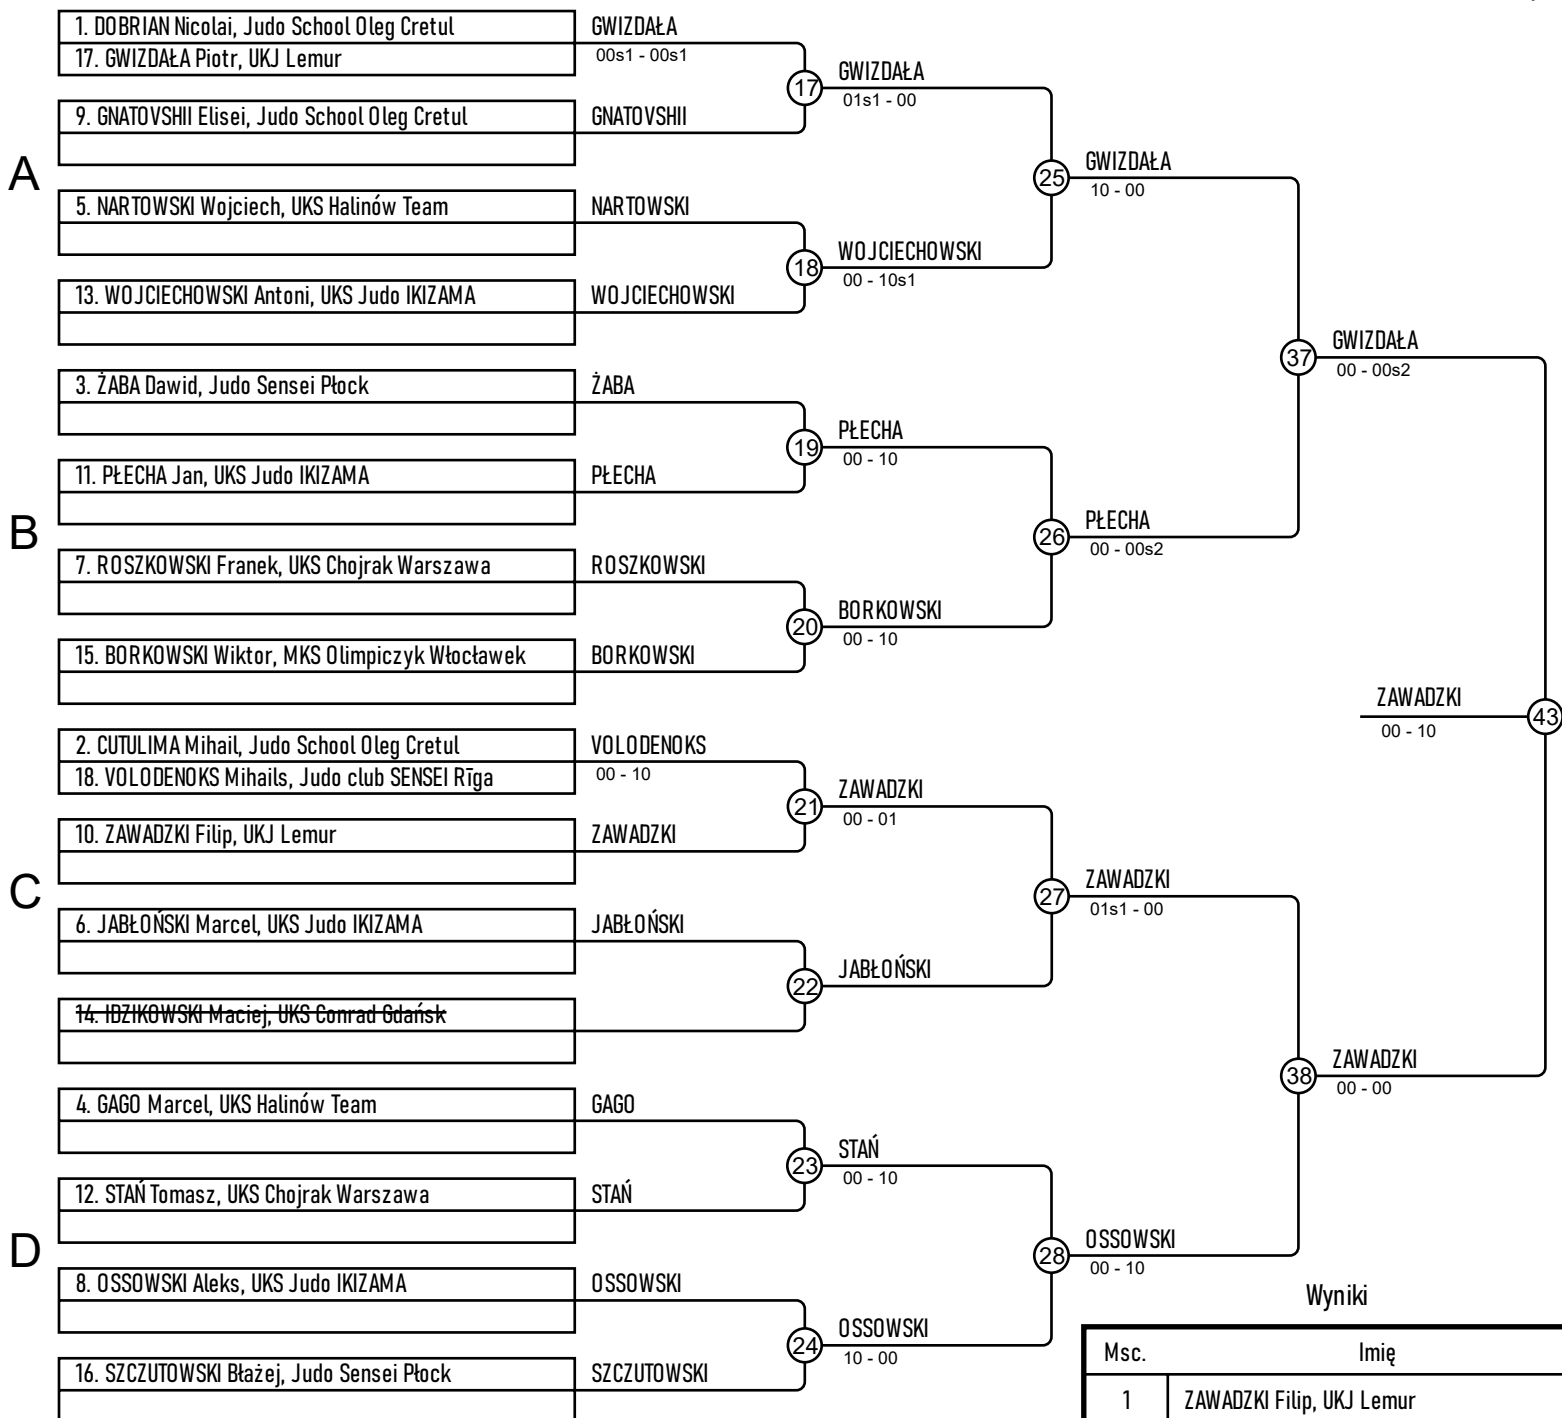 1. DOBRIAN Nicolai, Judo School Oleg Cretul
17. GWIZDAŁA Piotr, UKJ Lemur
GWIZDAŁA
00s1 - 00s1
17
GWIZDAŁA
01s1 - 00
9. GNATOVSHII Elisei, Judo School Oleg Cretul
GNATOVSHII
A
25
GWIZDAŁA
10 - 00
5. NARTOWSKI Wojciech, UKS Halinów Team
NARTOWSKI
18
WOJCIECHOWSKI
00 - 10s1
13. WOJCIECHOWSKI Antoni, UKS Judo IKIZAMA
WOJCIECHOWSKI
37
GWIZDAŁA
00 - 00s2
3. ŻABA Dawid, Judo Sensei Płock
ŻABA
19
PŁECHA
00 - 10
11. PŁECHA Jan, UKS Judo IKIZAMA
PŁECHA
B
26
PŁECHA
00 - 00s2
7. ROSZKOWSKI Franek, UKS Chojrak Warszawa
ROSZKOWSKI
20
BORKOWSKI
00 - 10
15. BORKOWSKI Wiktor, MKS Olimpiczyk Włocławek
BORKOWSKI
ZAWADZKI
00 - 10
43
2. CUTULIMA Mihail, Judo School Oleg Cretul
18. VOLODENOKS Mihails, Judo club SENSEI Rīga
VOLODENOKS
00 - 10
21
ZAWADZKI
00 - 01
10. ZAWADZKI Filip, UKJ Lemur
ZAWADZKI
C
27
ZAWADZKI
01s1 - 00
6. JABŁOŃSKI Marcel, UKS Judo IKIZAMA
JABŁOŃSKI
22
JABŁOŃSKI
14. IDZIKOWSKI Maciej, UKS Conrad Gdańsk
38
ZAWADZKI
00 - 00
4. GAGO Marcel, UKS Halinów Team
GAGO
23
STAŃ
00 - 10
12. STAŃ Tomasz, UKS Chojrak Warszawa
STAŃ
D
28
OSSOWSKI
00 - 10
8. OSSOWSKI Aleks, UKS Judo IKIZAMA
OSSOWSKI
24
OSSOWSKI
10 - 00
16. SZCZUTOWSKI Błażej, Judo Sensei Płock
SZCZUTOWSKI
Wyniki
Msc. Imię
1 ZAWADZKI Filip, UKJ Lemur